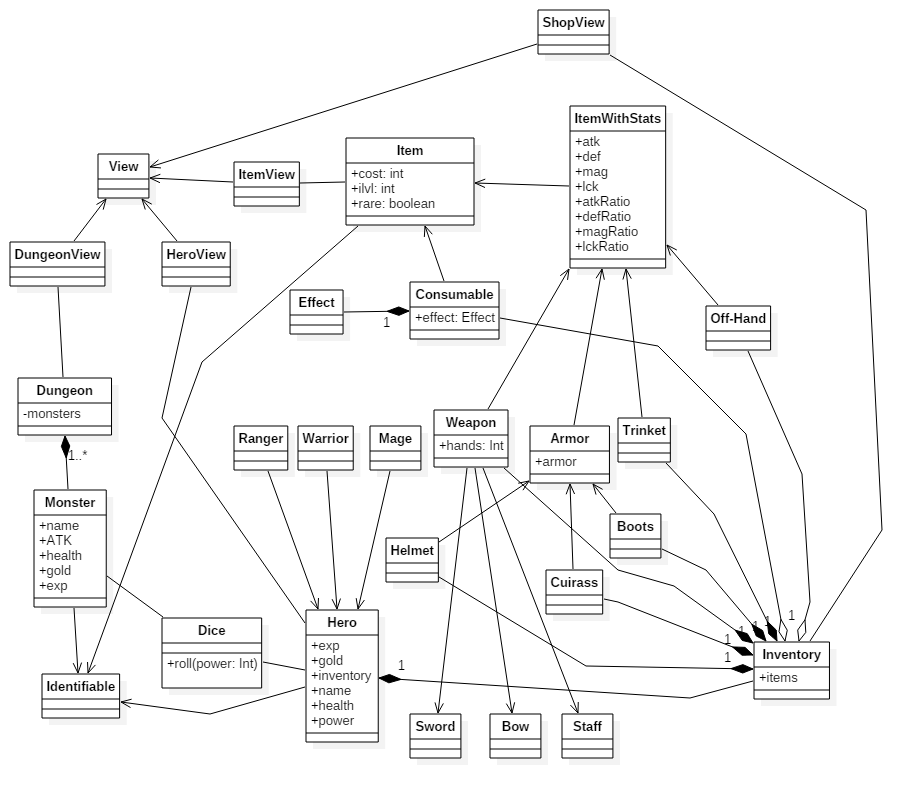 ShopView
ItemWithStats
+atk
+def
+mag
+lck
+atkRatio
+defRatio
+magRatio
+lckRatio
Item
+cost: int
+ilvl: int
+rare: boolean
View
ItemView
DungeonView
HeroView
Effect
1
Consumable
+effect: Effect
Off-Hand
Dungeon
-monsters
1..*
Weapon
+hands: Int
Armor
+armor
Trinket
Ranger
Warrior
Mage
Monster
+name
+ATK
+health
+gold
+exp
Helmet
Boots
Cuirass
Dice
+roll(power: Int)
Hero
+exp
+gold
+inventory
+name
+health
+power
1
1
1
1
1
1
1
Inventory
+items
Identifiable
Sword
Bow
Staff